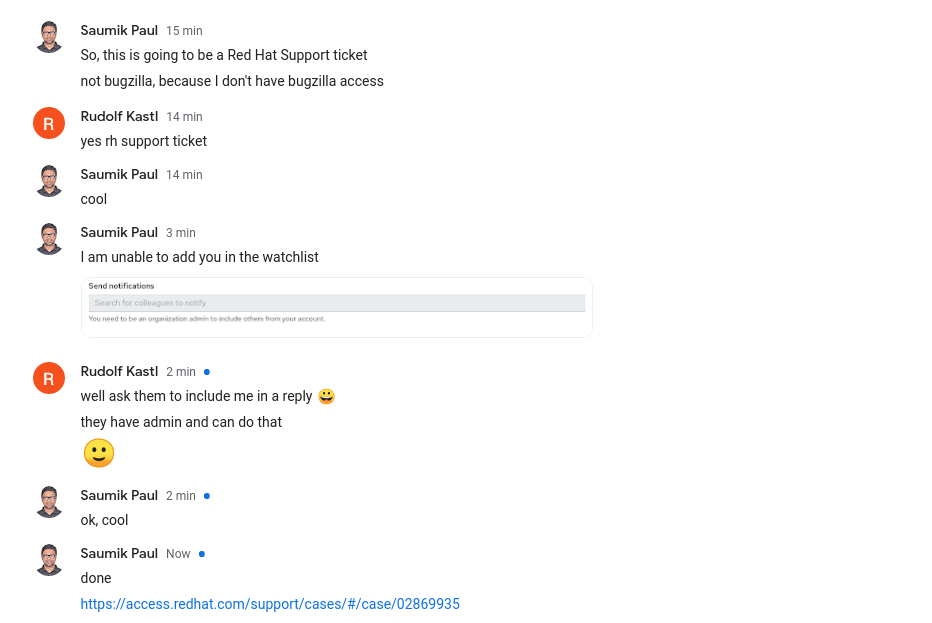 Saumik Paul 15 min
So, this is going to be a Red Hat Support ticket
not bugzilla, because I don't have bugzilla access
R
Rudolf Kastl 14 min
yes rh support ticket
Saumik Paul 14 min
cool
Saumik Paul 3 min
I am unable to add you in the watchlist
Send notifications
Search for colleagues to notify
You need to be an organization admin to include others from your account.
R
Rudolf Kastl 2 min
well ask them to include me in a reply 😀
they have admin and can do that
🙂
Saumik Paul 2 min
ok, cool
Saumik Paul Now
done
https://access.redhat.com/support/cases/#/case/02869935